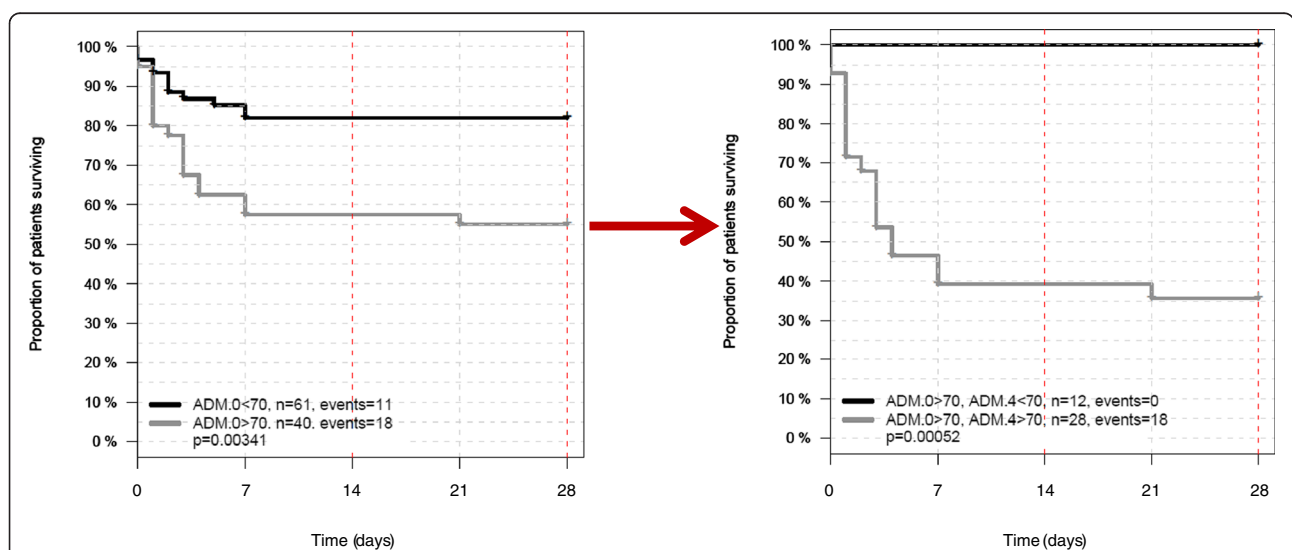 100 %
90 %
80 %
70 %
60 %
50 %
40 %
30 %
20 %
10 %
0 %
Proportion of patients surviving
ADM.0<70, n=61, events=11
ADM.0>70. n=40. events=18
p=0.00341
0 7 14 21 28
Time (days)
100 %
90 %
80 %
70 %
60 %
50 %
40 %
30 %
20 %
10 %
0 %
Proportion of patients surviving
ADM.0>70, ADM.4<70, n=12, events=0
ADM.0>70, ADM.4>70, n=28, events=18
p=0.00052
0 7 14 21 28
Time (days)